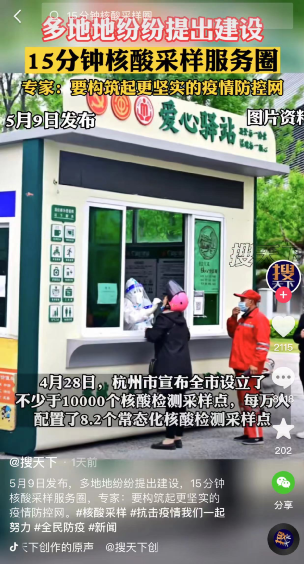 15分钟核酸采样圈
多地地纷纷提出建设
15分钟核酸采样服务圈
专家：要构筑起更坚实的疫情防控网
5月9日发布
图片资料
爱心驿站
搜
搜天下
2115
4月28日，杭州市宣布全市设立了
不少于10000个核酸检测采样点，每万人
配置了8.2个常态化核酸检测采样点
202
@搜天下 · 1天前
5月9日发布，多地地纷纷提出建设，15分钟
核酸采样服务圈，专家：要构筑起更坚实的
疫情防控网。#核酸采样 #抗击疫情我们一起
努力 #全民防疫 #新闻
分享
天下创作的原声 @搜天下创